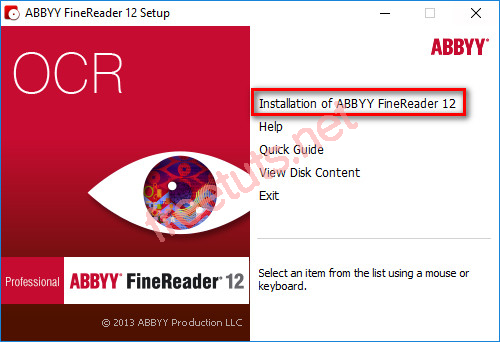 ABBYY FineReader 12 Setup
OCR
ABBYY
Installation of ABBYY FineReader 12
Help
Quick Guide
View Disk Content
Exit
freetuts.net
Professional ABBYY FineReader 12
Select an item from the list using a mouse or
keyboard.
© 2013 ABBYY Production LLC